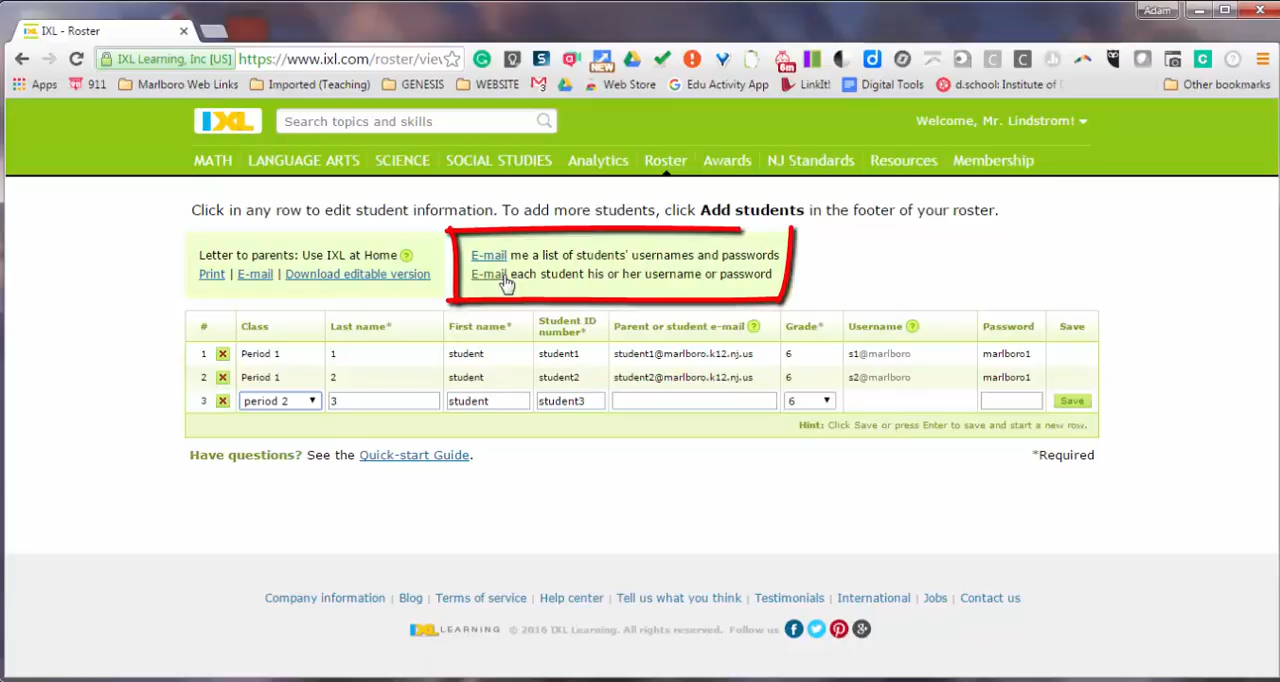 Adam
IXL - Roster
IXL Learning, Inc [US] https://www.ixl.com/roster/view
Apps 911 Marlboro Web Links Imported (Teaching) GENESIS WEBSITE Web Store Edu Activity App LinkIt! Digital Tools d.school: Institute of Other bookmarks
IXL Search topics and skills Welcome, Mr. Lindstrom!
MATH LANGUAGE ARTS SCIENCE SOCIAL STUDIES Analytics Roster Awards NJ Standards Resources Membership
Click in any row to edit student information. To add more students, click Add students in the footer of your roster.
Letter to parents: Use IXL at Home ?
Print | E-mail | Download editable version
E-mail me a list of students' usernames and passwords
E-mail each student his or her username or password
# Class Last name* First name* Student ID number* Parent or student e-mail ? Grade* Username ? Password Save
1 Period 1 1 student student1 student1@marlboro.k12.nj.us 6 s1@marlboro marlboro1
2 Period 1 2 student student2 student2@marlboro.k12.nj.us 6 s2@marlboro marlboro1
3 period 2 3 student student3 6 Save
Hint: Click Save or press Enter to save and start a new row.
Have questions? See the Quick-start Guide. *Required
Company information | Blog | Terms of service | Help center | Tell us what you think | Testimonials | International | Jobs | Contact us
IXL LEARNING © 2016 IXL Learning. All rights reserved. Follow us